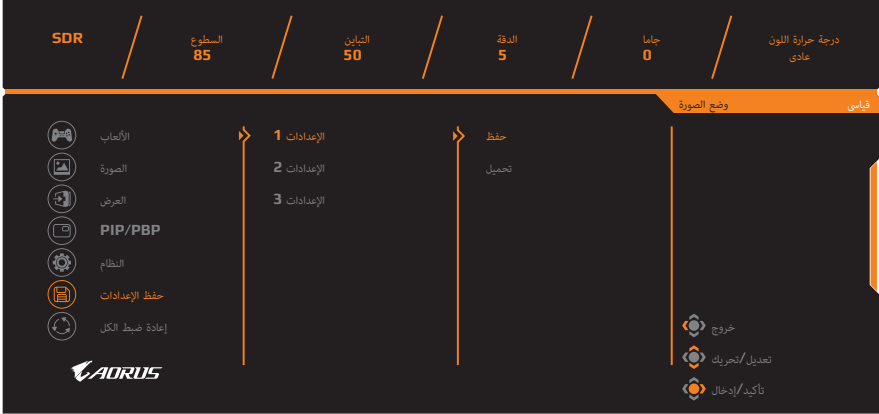 SDR
السطوع
85
التباين
50
الدقة
5
جاما
0
درجة حرارة اللون
عادى
وضع الصورة
قياسى
الألعاب
الصورة
العرض
PIP/PBP
النظام
حفظ الإعدادات
إعادة ضبط الكل
الإعدادات 1
الإعدادات 2
الإعدادات 3
حفظ
تحميل
خروج
تعديل/تحريك
تأكيد/إدخال
AORUS